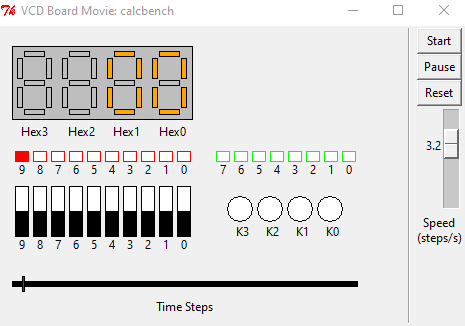 VCD Board Movie: calcbench
Start
Pause
Reset
00
Hex3 Hex2 Hex1 Hex0
9 8 7 6 5 4 3 2 1 0
7 6 5 4 3 2 1 0
3.2
9 8 7 6 5 4 3 2 1 0
K3 K2 K1 K0
Speed
(steps/s)
Time Steps